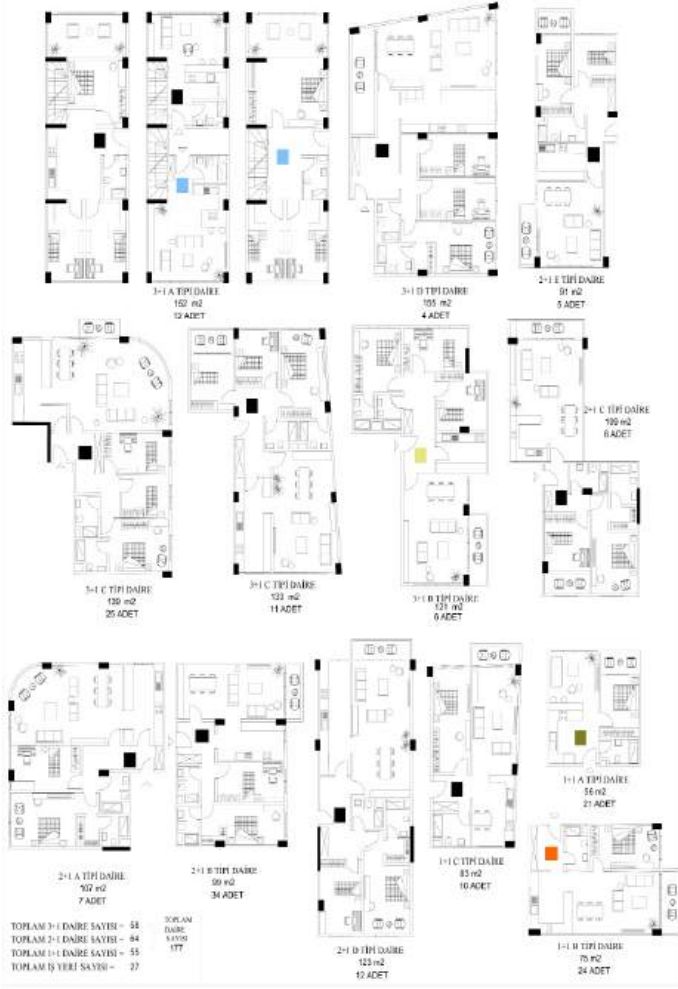 3+1 A TİPİ DAİRE
152 m2
12 ADET
3+1 D TİPİ DAİRE
155 m2
4 ADET
2+1 E TİPİ DAİRE
91 m2
5 ADET
3+1 C TİPİ DAİRE
139 m2
25 ADET
3+1 C TİPİ DAİRE
133 m2
11 ADET
3+1 B TİPİ DAİRE
131 m2
6 ADET
2+1 C TİPİ DAİRE
109 m2
6 ADET
2+1 A TİPİ DAİRE
107 m2
7 ADET
2+1 B TİPİ DAİRE
99 m2
34 ADET
2+1 D TİPİ DAİRE
123 m2
12 ADET
1+1 C TİPİ DAİRE
83 m2
10 ADET
1+1 A TİPİ DAİRE
56 m2
21 ADET
1+1 B TİPİ DAİRE
75 m2
24 ADET
TOPLAM 3+1 DAİRE SAYISI = 58
TOPLAM 2+1 DAİRE SAYISI = 64
TOPLAM 1+1 DAİRE SAYISI = 55
TOPLAM İŞ YERİ SAYISI = 27
TOPLAM
DAİRE
SAYISI
177